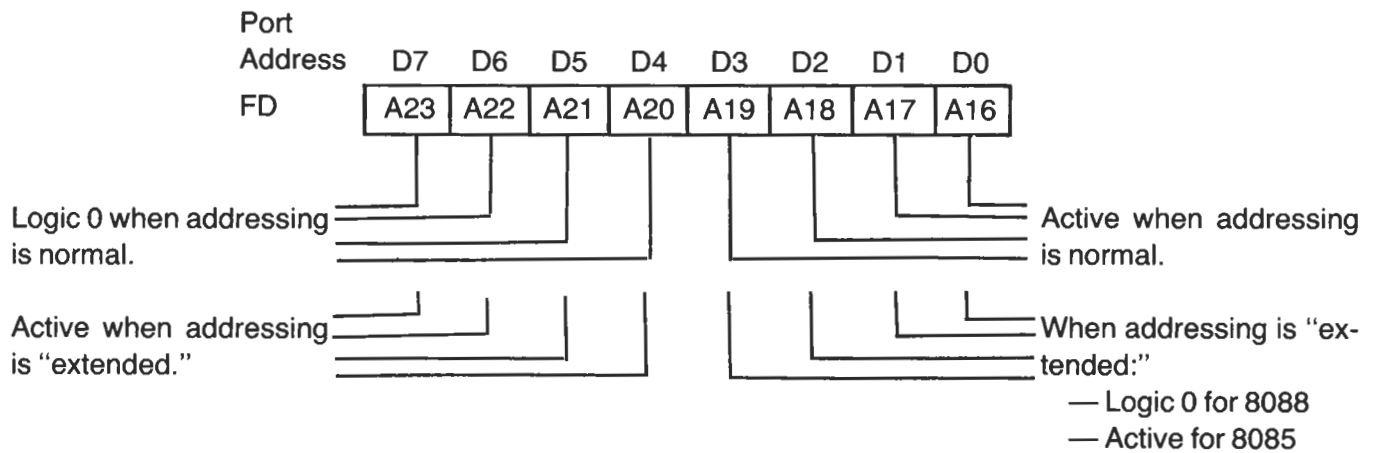 Port
Address D7 D6 D5 D4 D3 D2 D1 D0
FD A23 A22 A21 A20 A19 A18 A17 A16
Logic 0 when addressing
is normal.
Active when addressing
is normal.
Active when addressing
is “extended.”
When addressing is “ex-
tended:”
— Logic 0 for 8088
— Active for 8085